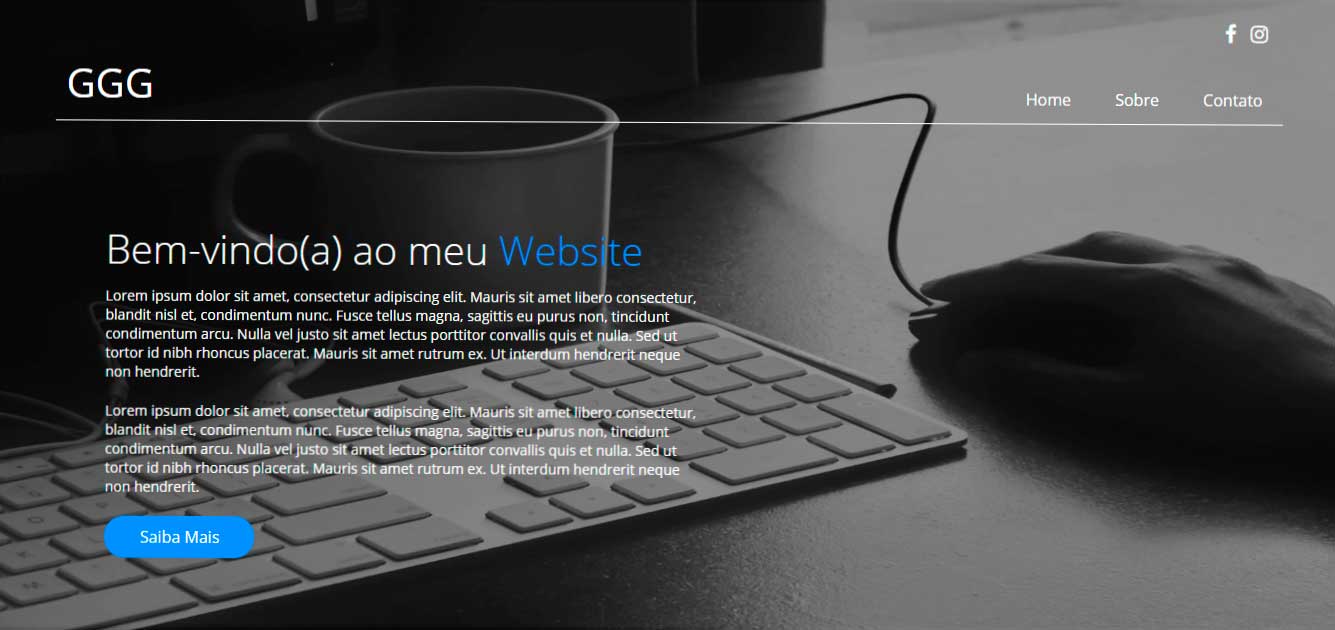 GGG
Home Sobre Contato
Bem-vindo(a) ao meu Website
Lorem ipsum dolor sit amet, consectetur adipiscing elit. Mauris sit amet libero consectetur,
blandit nisl et, condimentum nunc. Fusce tellus magna, sagittis eu purus non, tincidunt
condimentum arcu. Nulla vel justo sit amet lectus porttitor convallis quis et nulla. Sed ut
tortor id nibh rhoncus placerat. Mauris sit amet rutrum ex. Ut interdum hendrerit neque
non hendrerit.
Lorem ipsum dolor sit amet, consectetur adipiscing elit. Mauris sit amet libero consectetur,
blandit nisl et, condimentum nunc. Fusce tellus magna, sagittis eu purus non, tincidunt
condimentum arcu. Nulla vel justo sit amet lectus porttitor convallis quis et nulla. Sed ut
tortor id nibh rhoncus placerat. Mauris sit amet rutrum ex. Ut interdum hendrerit neque
non hendrerit.
Saiba Mais